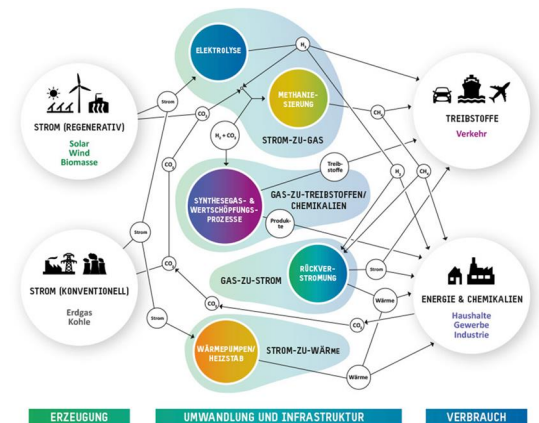 ELEKTROLYSE
H₂
METHANIE-
SIERUNG
STROM-ZU-GAS
STROM (REGENERATIV)
Solar
Wind
Biomasse
Strom
CO₂
CH₄
H₂ + CO₂
TREIBSTOFFE
Verkehr
CO₂
Treib-
stoffe
H₂
CH₄
SYNTHESEGAS- &
WERTSCHÖPFUNGS-
PROZESSE
GAS-ZU-TREIBSTOFFEN/
CHEMIKALIEN
Produk-
te
Strom
STROM (KONVENTIONELL)
Erdgas
Kohle
CO₂
GAS-ZU-STROM
RÜCKVER-
STROMUNG
Strom
Wärme
CO₂
ENERGIE & CHEMIKALIEN
Haushalte
Gewerbe
Industrie
Strom
CO₂
WÄRMEPUMPEN/
HEIZSTAB
STROM-ZU-WÄRME
Wärme
ERZEUGUNG
UMWANDLUNG UND INFRASTRUKTUR
VERBRAUCH